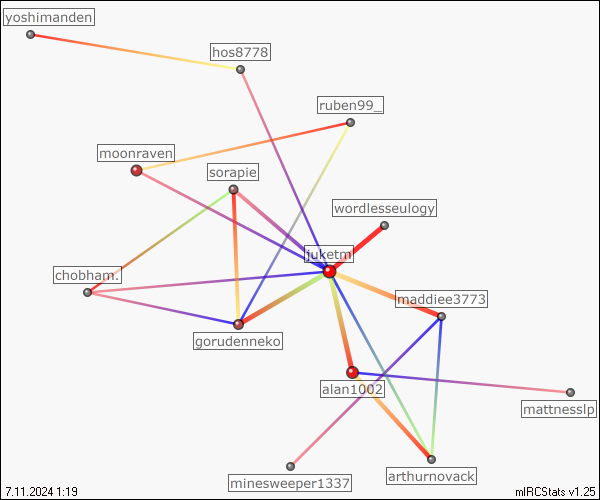 yoshimanden
hos8778
ruben99_
moonraven
sorapie
wordlesseulogy
juketm
chobham.
maddiee3773
gorudenneko
alan1002
mattnesslp
arthurnovack
minesweeper1337
7.11.2024 1:19
mIRCStats v1.25